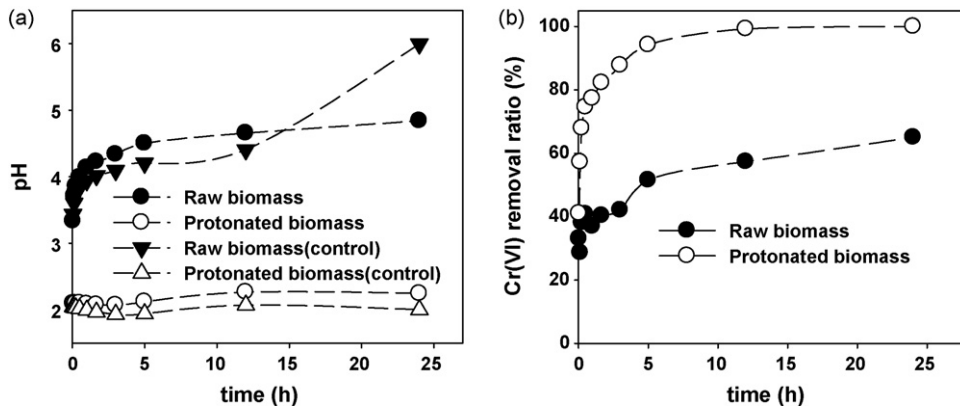 (a)
6
5
4
3
2
pH
Raw biomass
Protonated biomass
Raw biomass(control)
Protonated biomass(control)
0 5 10 15 20 25
time (h)
(b)
100
80
60
40
20
0
Cr(VI) removal ratio (%)
Raw biomass
Protonated biomass
0 5 10 15 20 25
time (h)